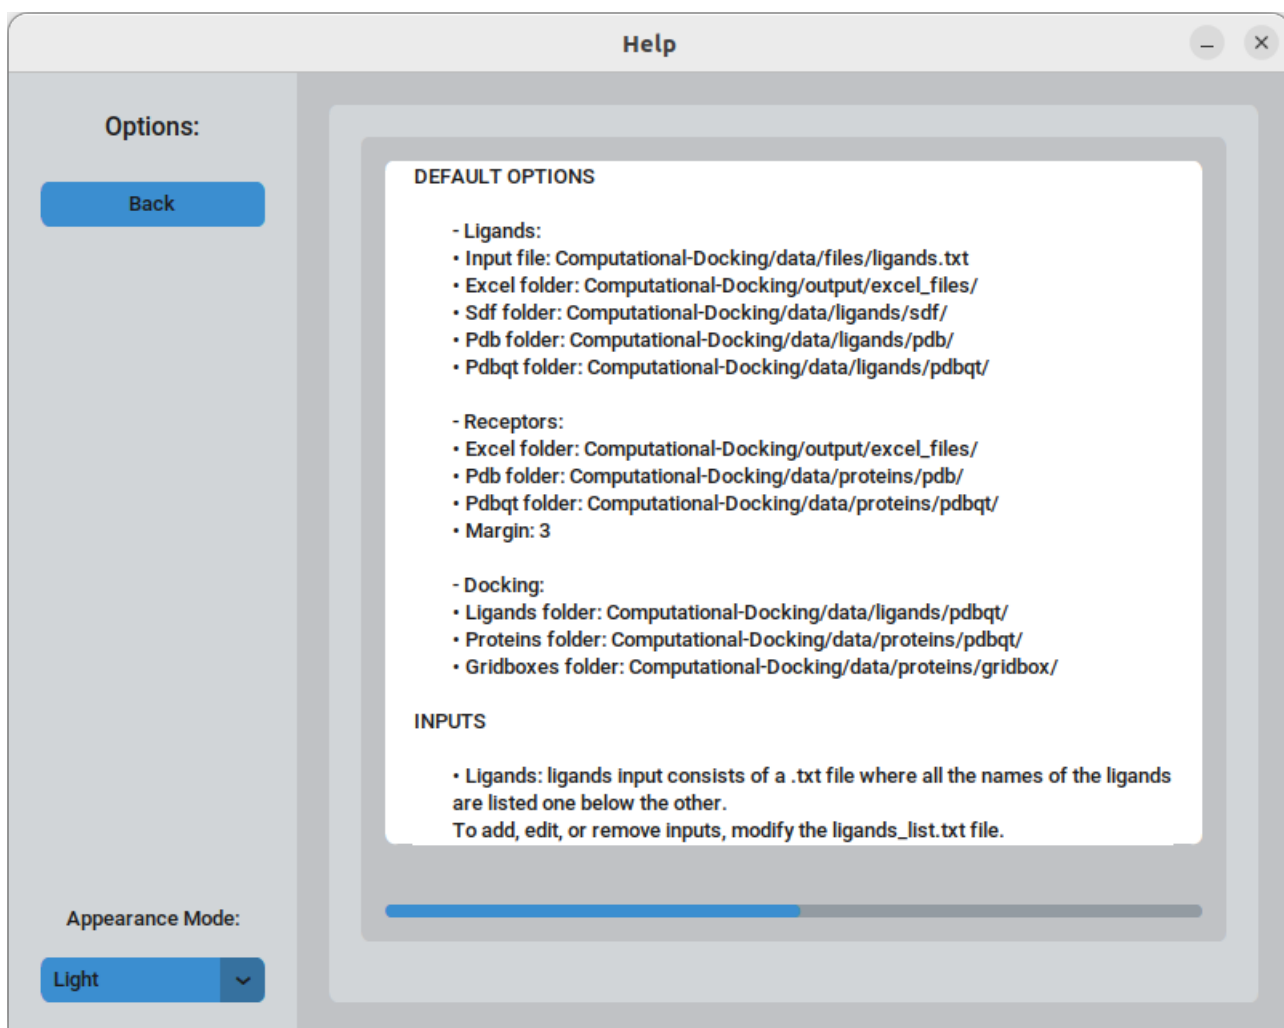 Help
Options:
Back
DEFAULT OPTIONS
- Ligands:
• Input file: Computational-Docking/data/files/ligands.txt
• Excel folder: Computational-Docking/output/excel_files/
• Sdf folder: Computational-Docking/data/ligands/sdf/
• Pdb folder: Computational-Docking/data/ligands/pdb/
• Pdbqt folder: Computational-Docking/data/ligands/pdbqt/
- Receptors:
• Excel folder: Computational-Docking/output/excel_files/
• Pdb folder: Computational-Docking/data/proteins/pdb/
• Pdbqt folder: Computational-Docking/data/proteins/pdbqt/
• Margin: 3
- Docking:
• Ligands folder: Computational-Docking/data/ligands/pdbqt/
• Proteins folder: Computational-Docking/data/proteins/pdbqt/
• Gridboxes folder: Computational-Docking/data/proteins/gridbox/
INPUTS
• Ligands: ligands input consists of a .txt file where all the names of the ligands
are listed one below the other.
To add, edit, or remove inputs, modify the ligands_list.txt file.
Appearance Mode:
Light